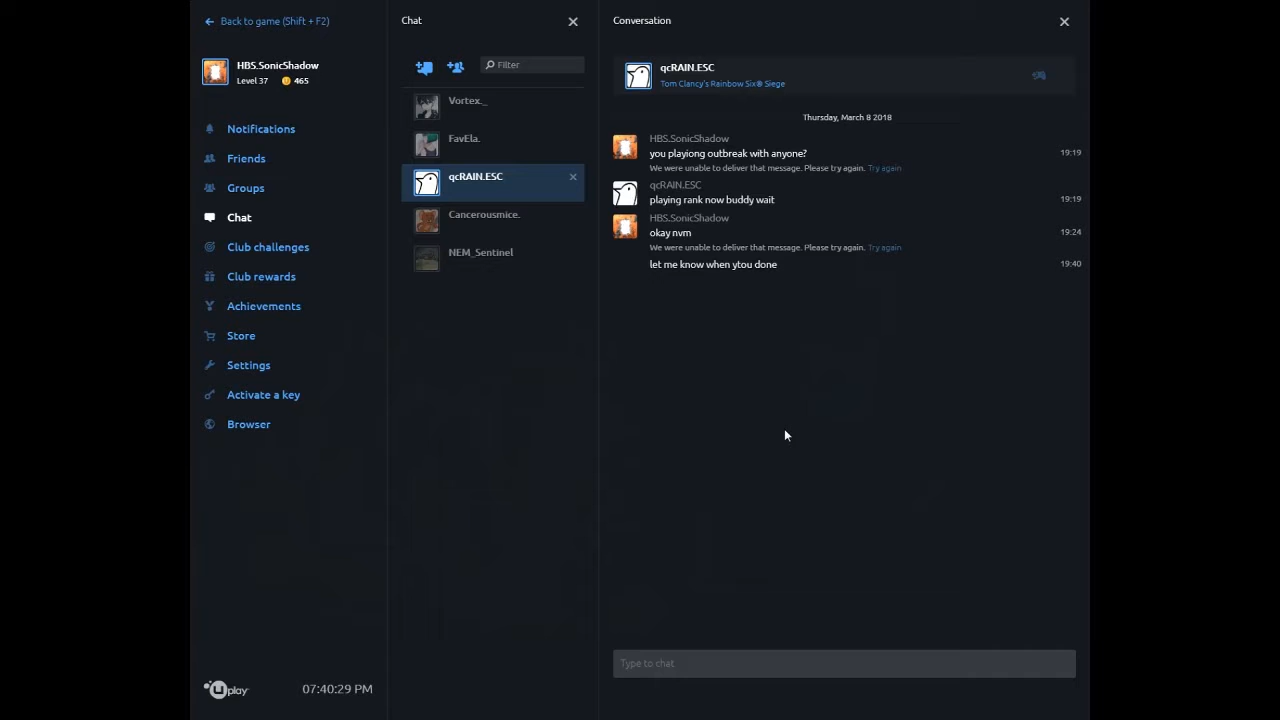 Back to game (Shift + F2)
HBS.SonicShadow
Level 37 465
Notifications
Friends
Groups
Chat
Club challenges
Club rewards
Achievements
Store
Settings
Activate a key
Browser
uplay
07:40:29 PM
Chat
Filter
Vortex._
FavEla.
qcRAIN.ESC
Cancerousmice.
NEM_Sentinel
Conversation
qcRAIN.ESC
Tom Clancy's Rainbow Six® Siege
Thursday, March 8 2018
HBS.SonicShadow
you playiong outbreak with anyone? 19:19
We were unable to deliver that message. Please try again. Try again
qcRAIN.ESC
playing rank now buddy wait 19:19
HBS.SonicShadow
okay nvm 19:24
We were unable to deliver that message. Please try again. Try again
let me know when ytou done 19:40
Type to chat